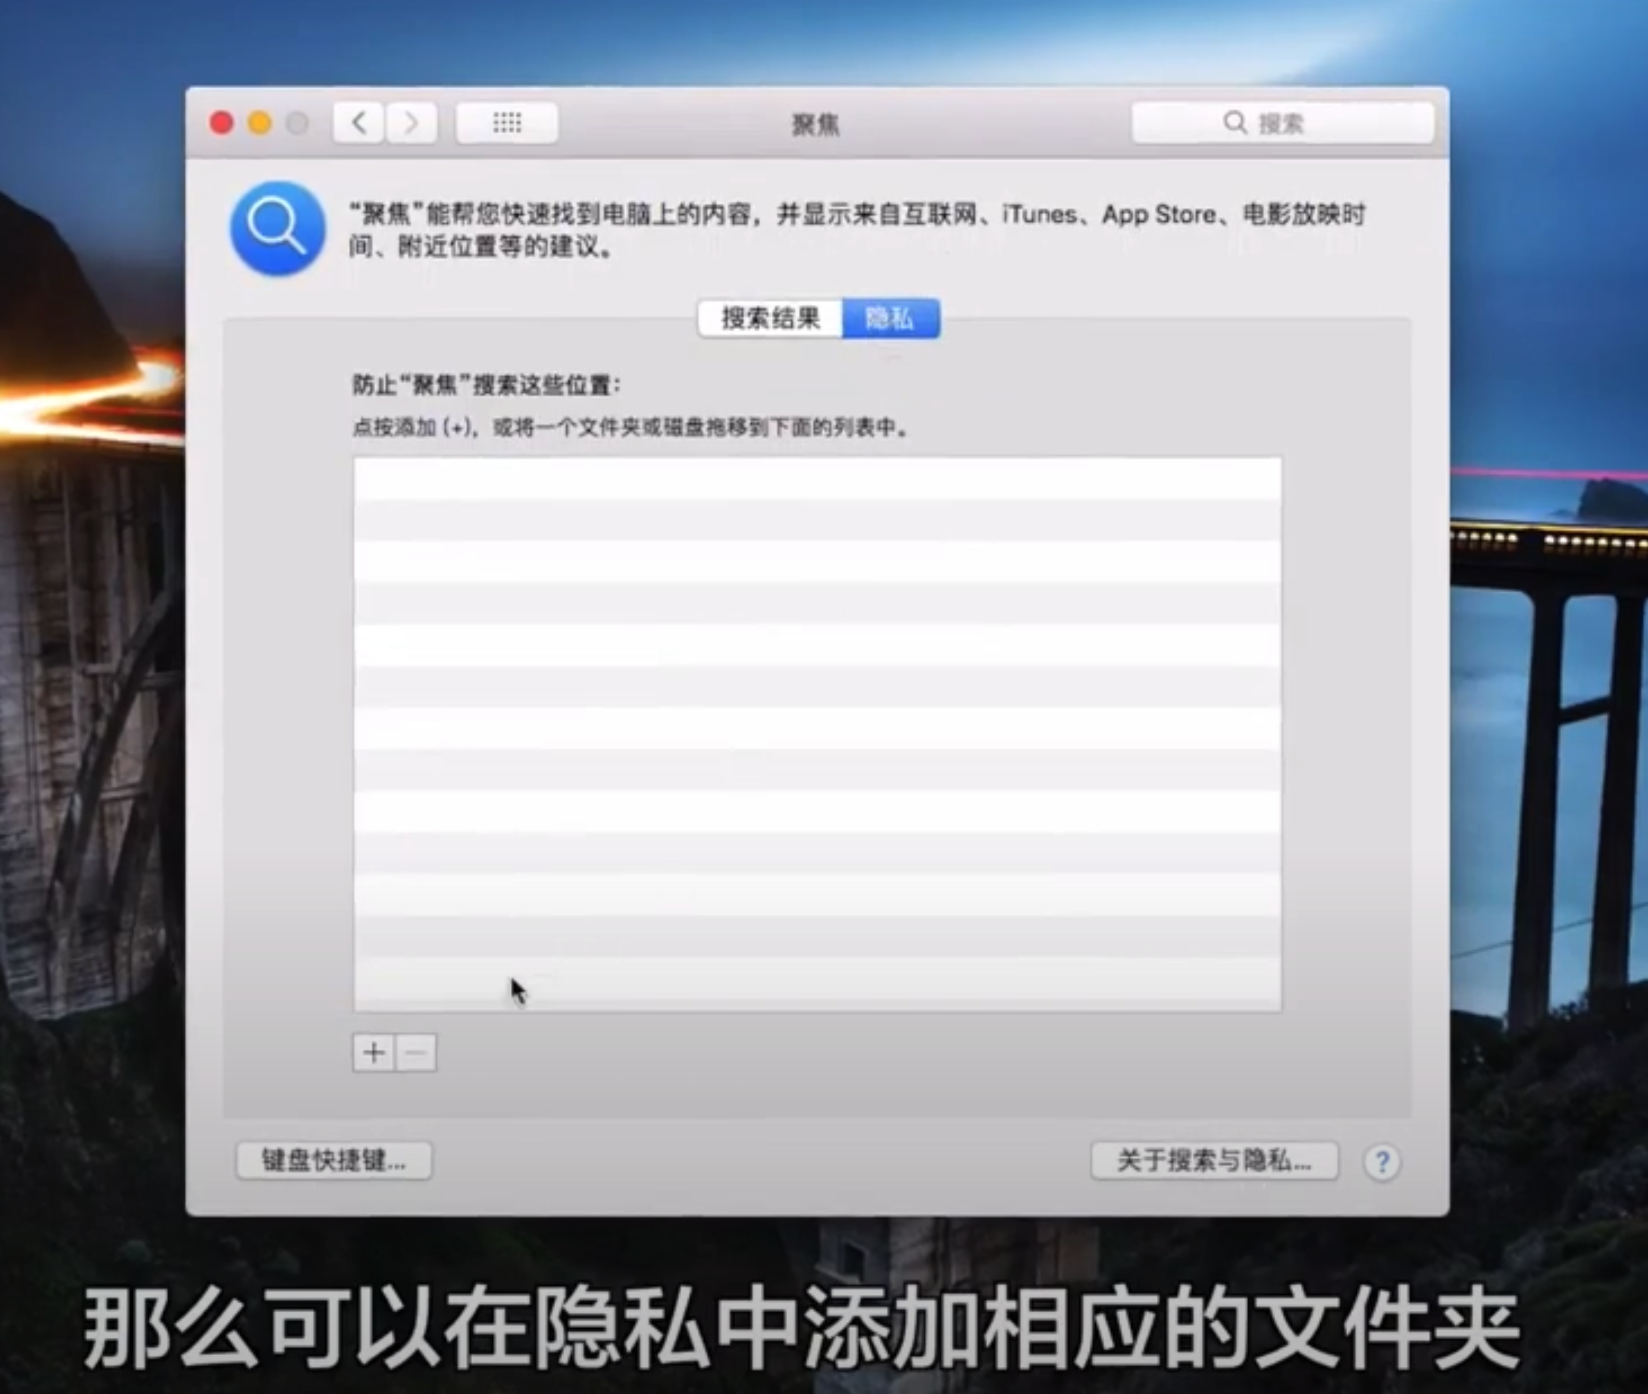 聚焦
搜索
“聚焦”能帮您快速找到电脑上的内容，并显示来自互联网、iTunes、App Store、电影放映时
间、附近位置等的建议。
搜索结果 隐私
防止“聚焦”搜索这些位置：
点按添加 (+)，或将一个文件夹或磁盘拖移到下面的列表中。
键盘快捷键...
关于搜索与隐私...
?
那么可以在隐私中添加相应的文件夹